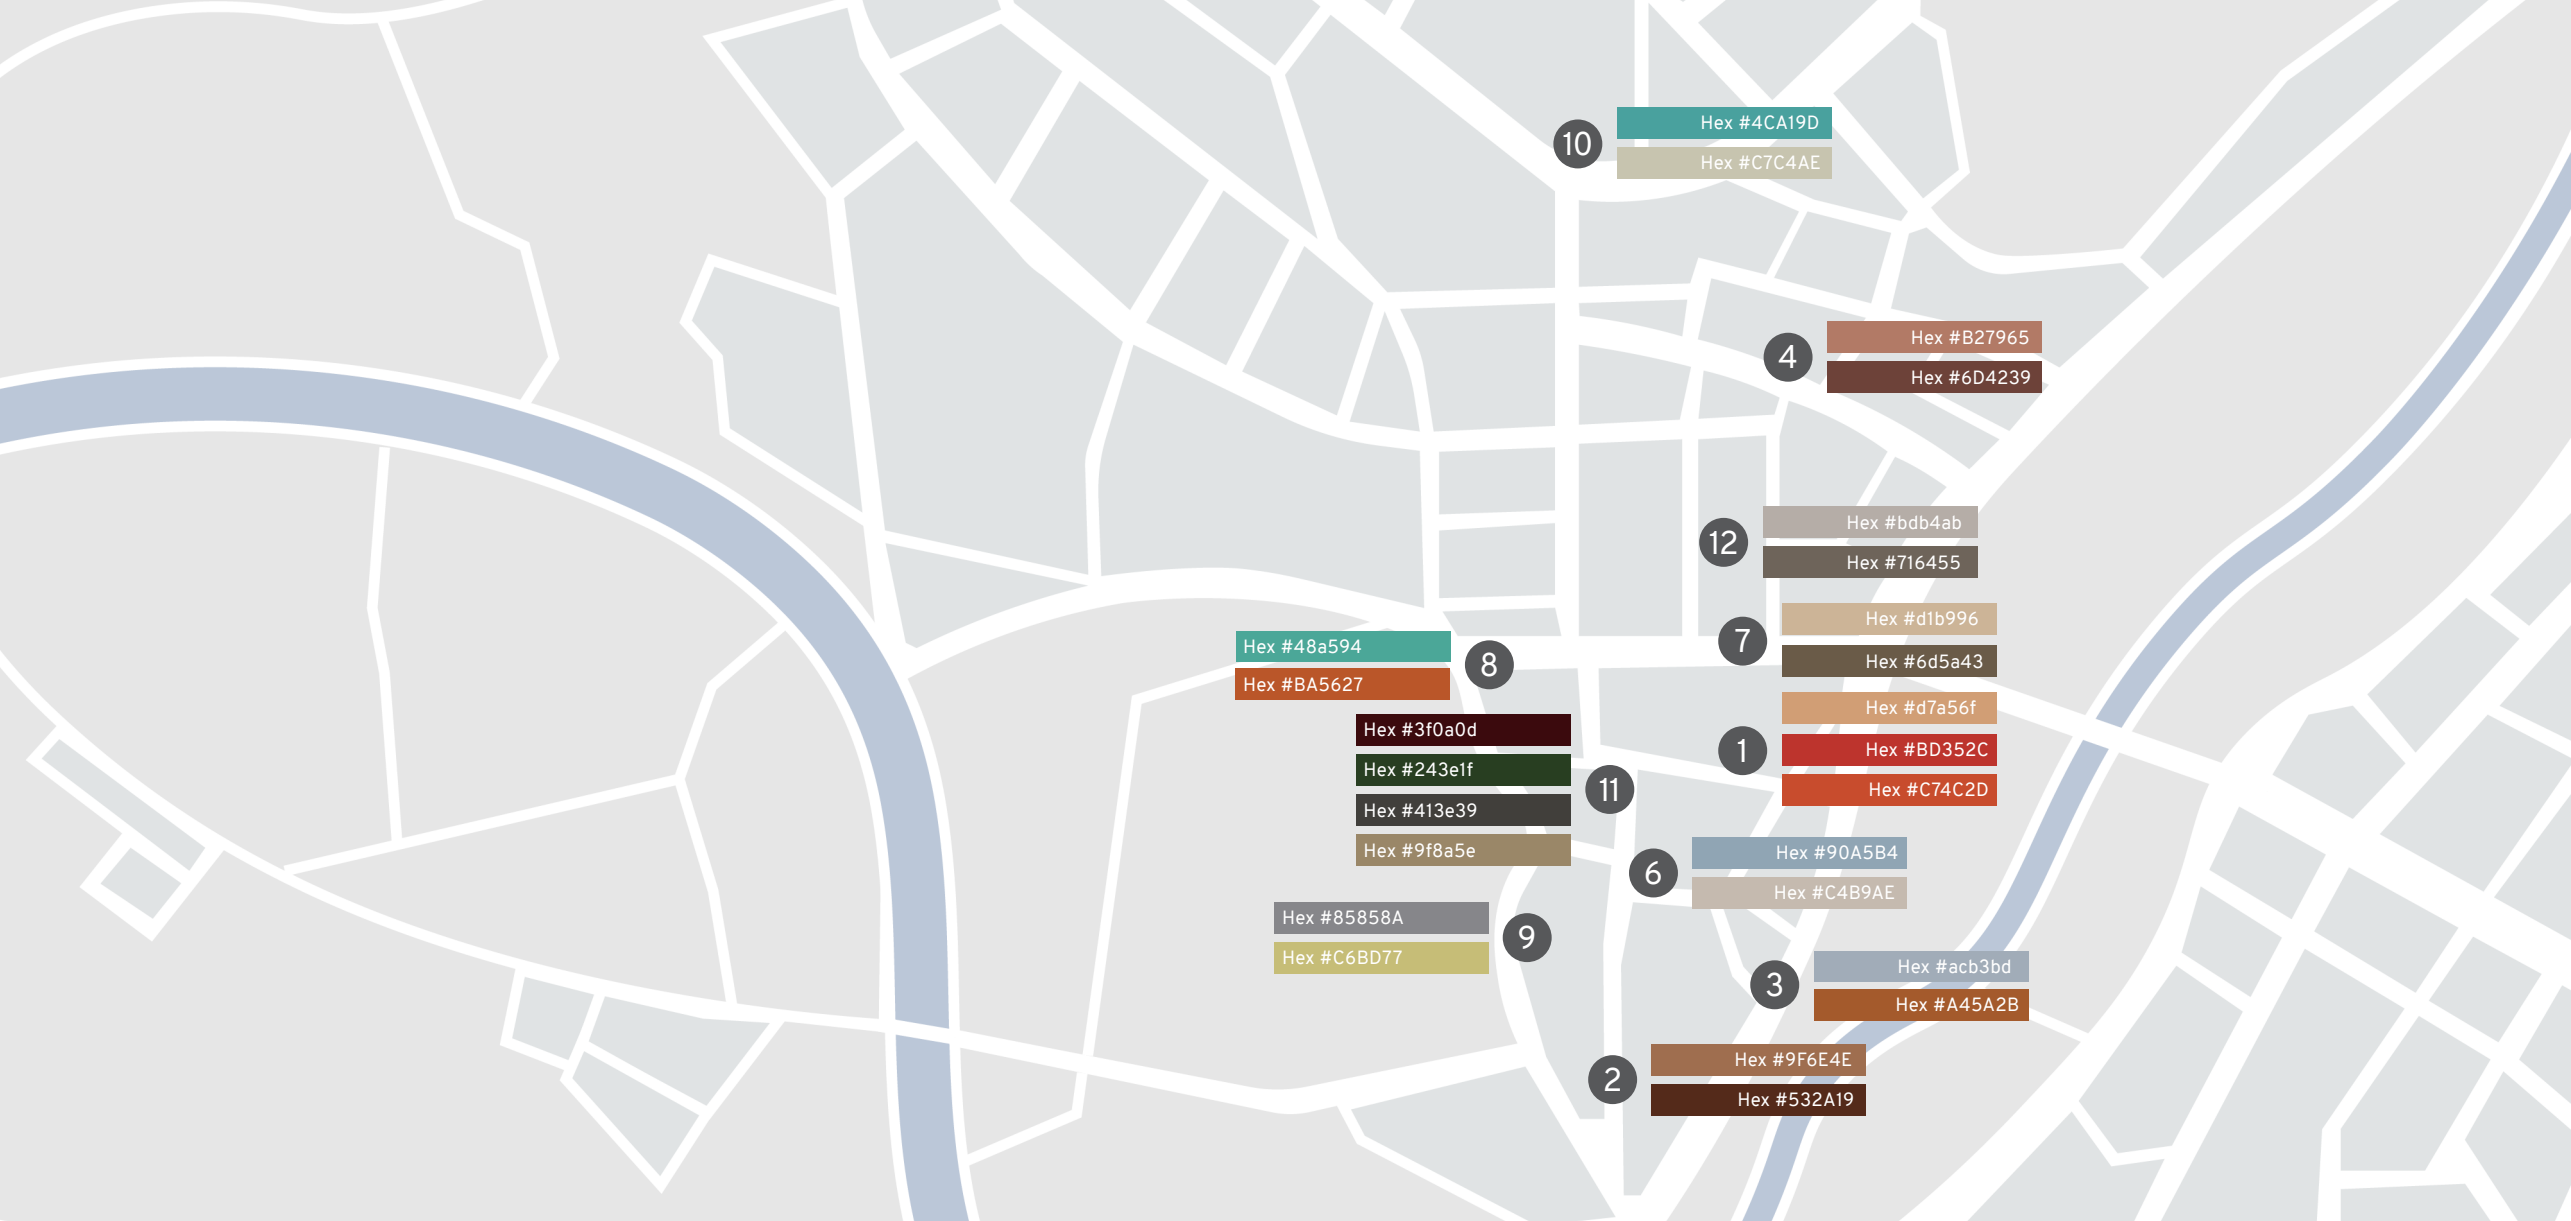 10
Hex #4CA19D
Hex #C7C4AE
4
Hex #B27965
Hex #6D4239
12
Hex #bdb4ab
Hex #716455
7
Hex #d1b996
Hex #6d5a43
8
Hex #48a594
Hex #BA5627
1
Hex #d7a56f
Hex #BD352C
Hex #C74C2D
11
Hex #3f0a0d
Hex #243e1f
Hex #413e39
Hex #9f8a5e
6
Hex #90A5B4
Hex #C4B9AE
9
Hex #85858A
Hex #C6BD77
3
Hex #acb3bd
Hex #A45A2B
2
Hex #9F6E4E
Hex #532A19